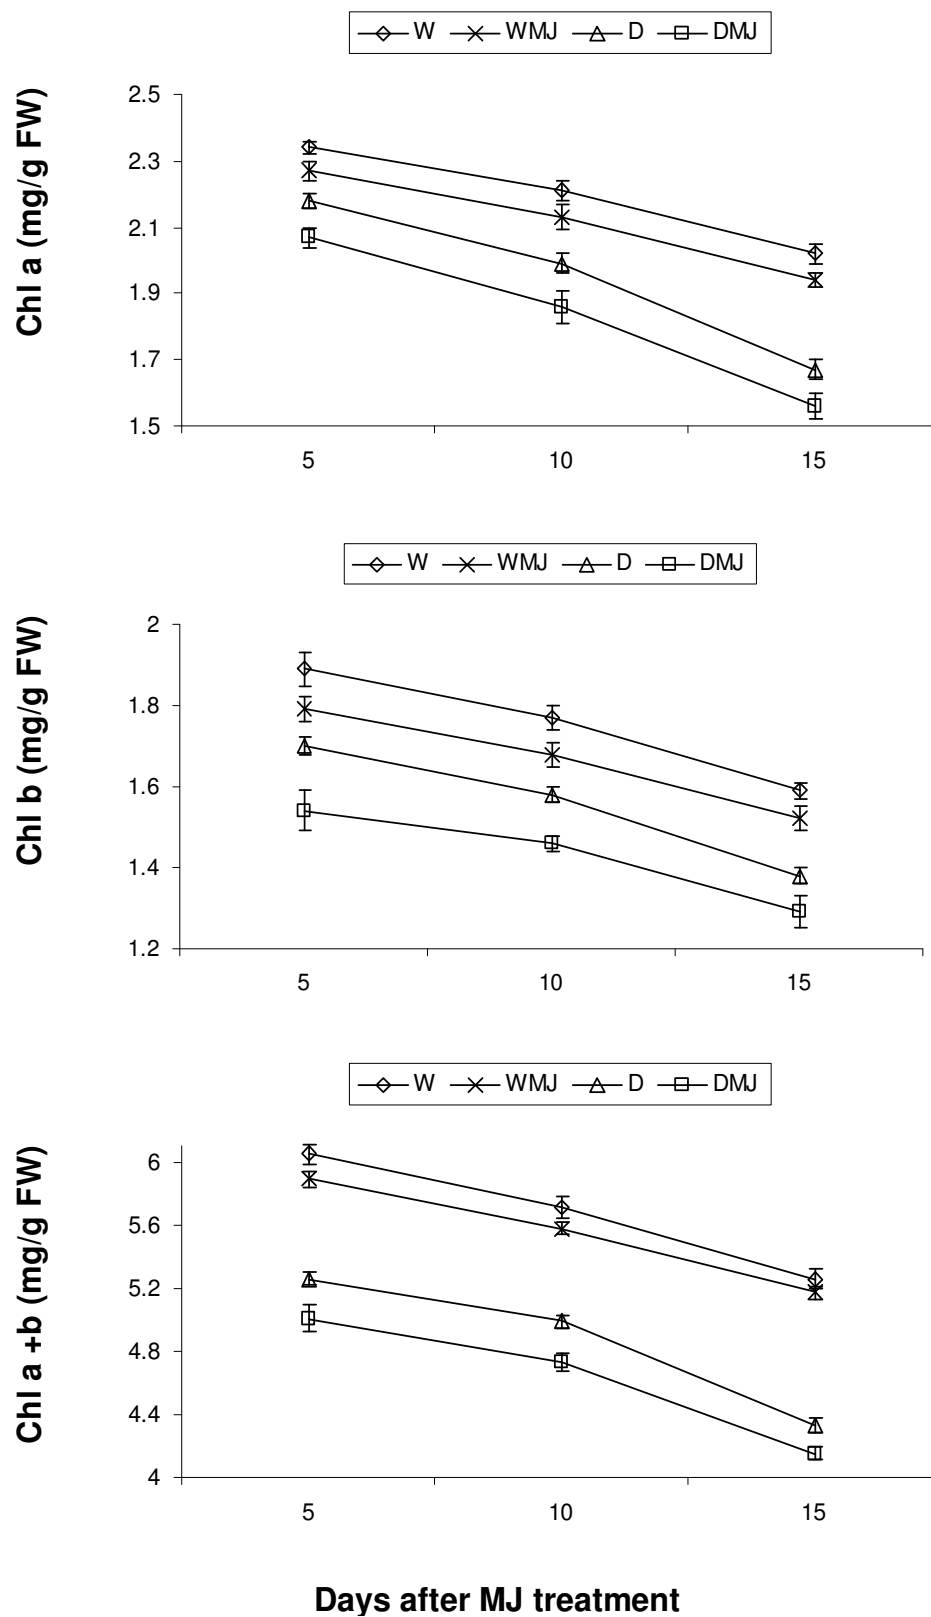 W WMJ D DMJ
Chl a (mg/g FW)
2.5
2.3
2.1
1.9
1.7
1.5
5 10 15
W WMJ D DMJ
Chl b (mg/g FW)
2
1.8
1.6
1.4
1.2
5 10 15
W WMJ D DMJ
Chl a +b (mg/g FW)
6
5.6
5.2
4.8
4.4
4
5 10 15
Days after MJ treatment